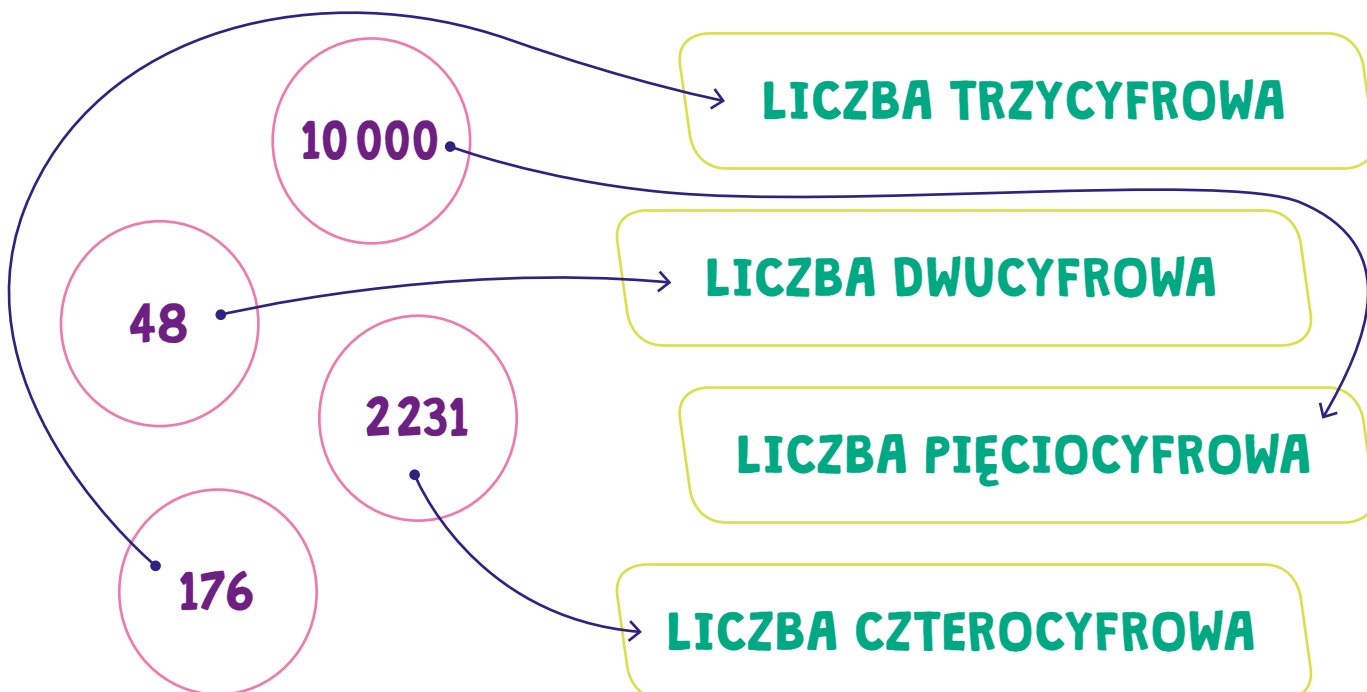 LICZBA TRZYCYFROWA
10 000
LICZBA DWUCYFROWA
48
2 231
LICZBA PIĘCIOCYFROWA
176
LICZBA CZTEROCYFROWA